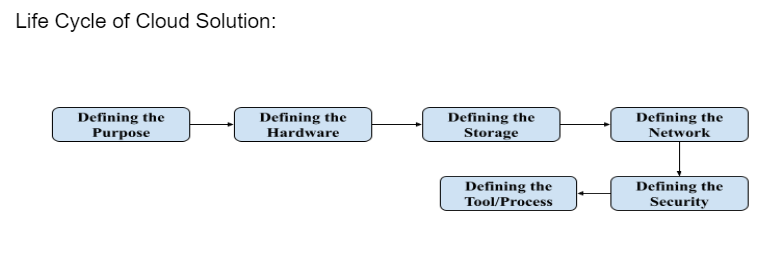 Life Cycle of Cloud Solution:
Defining the
Purpose
Defining the
Hardware
Defining the
Storage
Defining the
Network
Defining the
Security
Defining the
Tool/Process